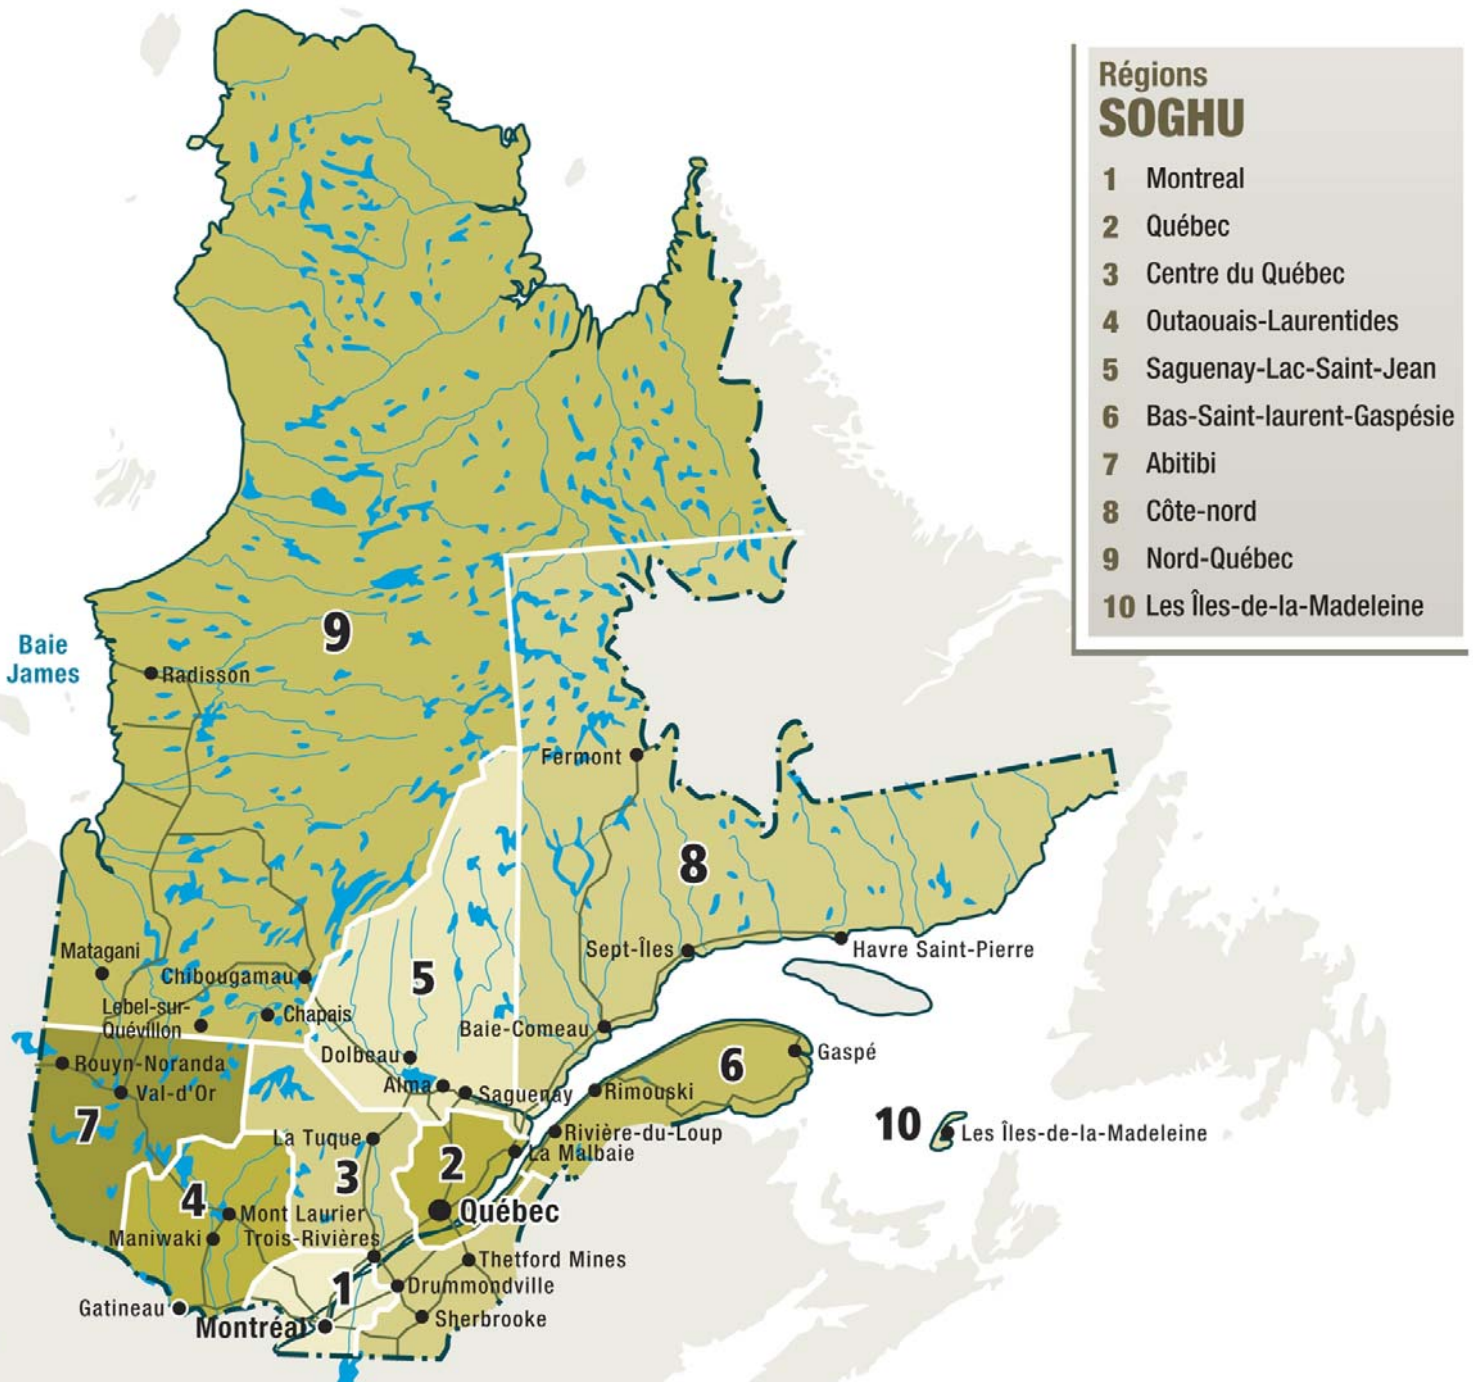 Régions
SOGHU
1 Montreal
2 Québec
3 Centre du Québec
4 Outaouais-Laurentides
5 Saguenay-Lac-Saint-Jean
6 Bas-Saint-laurent-Gaspésie
7 Abitibi
8 Côte-nord
9 Nord-Québec
10 Les Îles-de-la-Madeleine
9
Baie
James
Radisson
Fermont
8
Matagani
Chibougamau
5
Sept-Îles
Havre Saint-Pierre
Lebel-sur-
Quévillon
Chapais
Baie-Comeau
Dolbeau
Rouyn-Noranda
Val-d'Or
Alma
Saguenay
6
Gaspé
Rimouski
7
La Tuque
Rivière-du-Loup
La Malbaie
10
Les Îles-de-la-Madeleine
3
2
4
Mont Laurier
Québec
Maniwaki
Trois-Rivières
Thetford Mines
1
Drummondville
Gatineau
Montréal
Sherbrooke